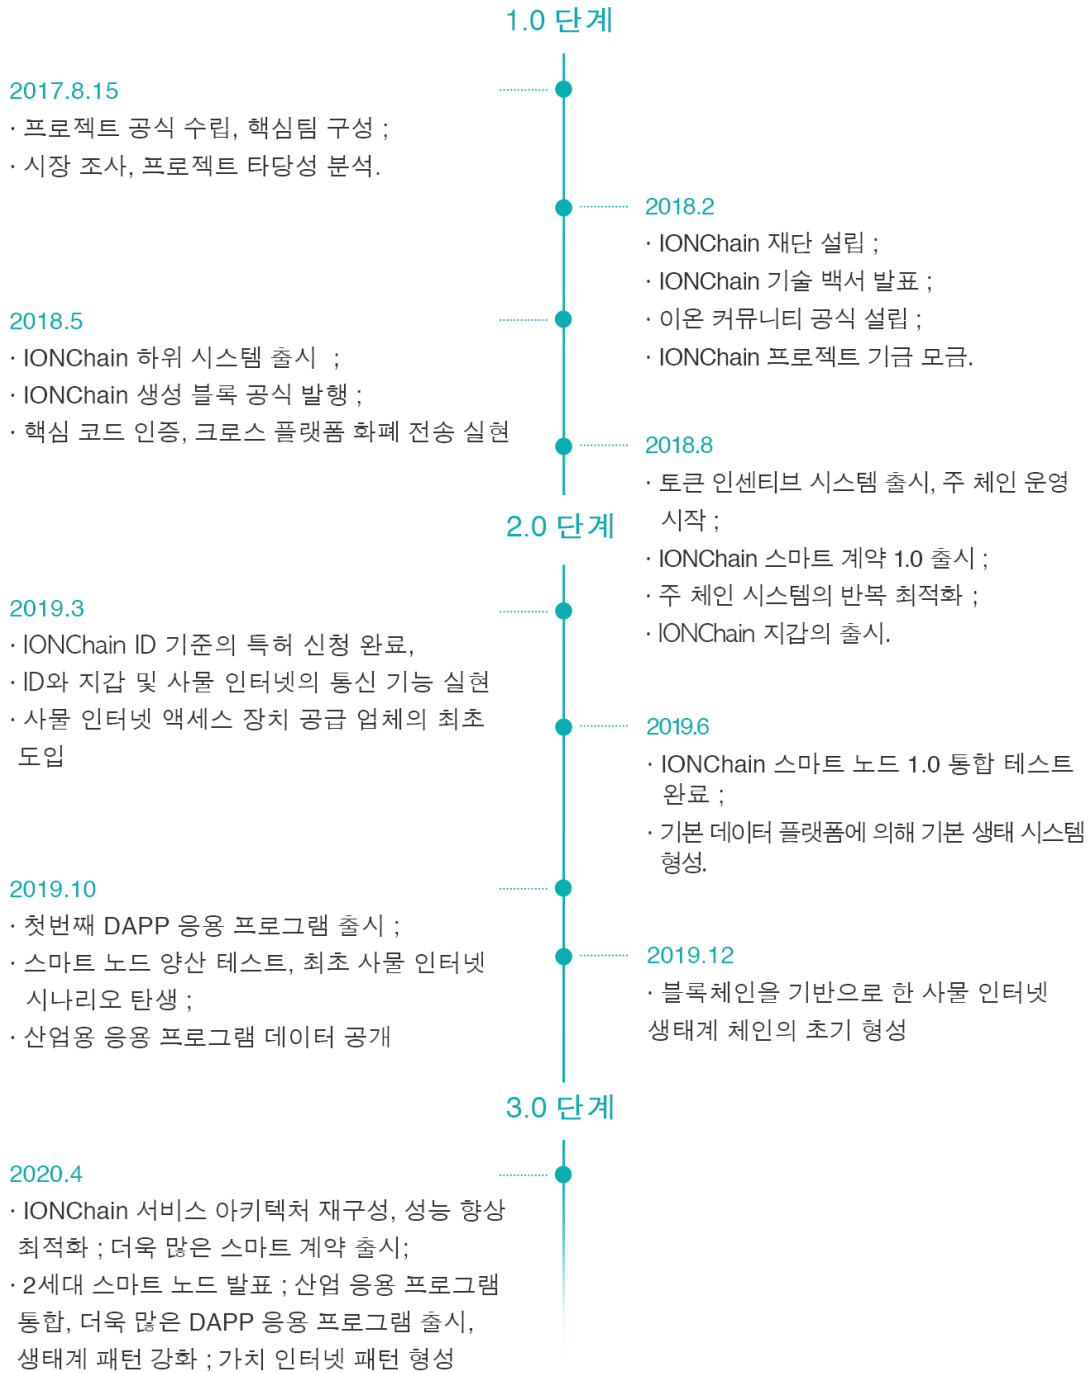 1.0 단계
2017.8.15
· 프로젝트 공식 수립, 핵심팀 구성 ;
· 시장 조사, 프로젝트 타당성 분석.
2018.2
· IONChain 재단 설립 ;
· IONChain 기술 백서 발표 ;
· 이온 커뮤니티 공식 설립 ;
· IONChain 프로젝트 기금 모금.
2018.5
· IONChain 하위 시스템 출시 ;
· IONChain 생성 블록 공식 발행 ;
· 핵심 코드 인증, 크로스 플랫폼 화폐 전송 실현
2018.8
· 토큰 인센티브 시스템 출시, 주 체인 운영
시작 ;
· IONChain 스마트 계약 1.0 출시 ;
· 주 체인 시스템의 반복 최적화 ;
· IONChain 지갑의 출시.
2.0 단계
2019.3
· IONChain ID 기준의 특허 신청 완료,
· ID와 지갑 및 사물 인터넷의 통신 기능 실현
· 사물 인터넷 액세스 장치 공급 업체의 최초
도입
2019.6
· IONChain 스마트 노드 1.0 통합 테스트
완료 ;
· 기본 데이터 플랫폼에 의해 기본 생태 시스템
형성.
2019.10
· 첫번째 DAPP 응용 프로그램 출시 ;
· 스마트 노드 양산 테스트, 최초 사물 인터넷
시나리오 탄생 ;
· 산업용 응용 프로그램 데이터 공개
2019.12
· 블록체인을 기반으로 한 사물 인터넷
생태계 체인의 초기 형성
3.0 단계
2020.4
· IONChain 서비스 아키텍처 재구성, 성능 향상
최적화 ; 더욱 많은 스마트 계약 출시;
· 2세대 스마트 노드 발표 ; 산업 응용 프로그램
통합, 더욱 많은 DAPP 응용 프로그램 출시,
생태계 패턴 강화 ; 가치 인터넷 패턴 형성